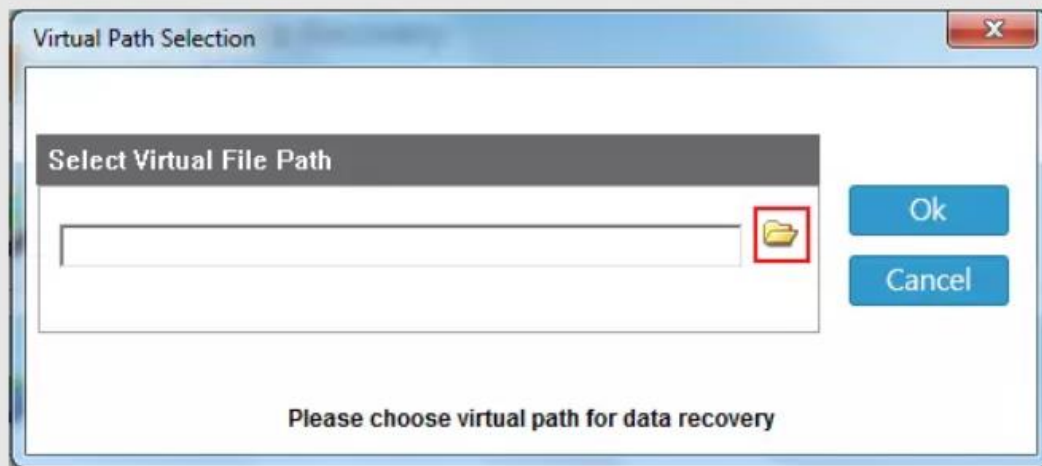 Virtual Path Selection
Select Virtual File Path
Ok
Cancel
Please choose virtual path for data recovery